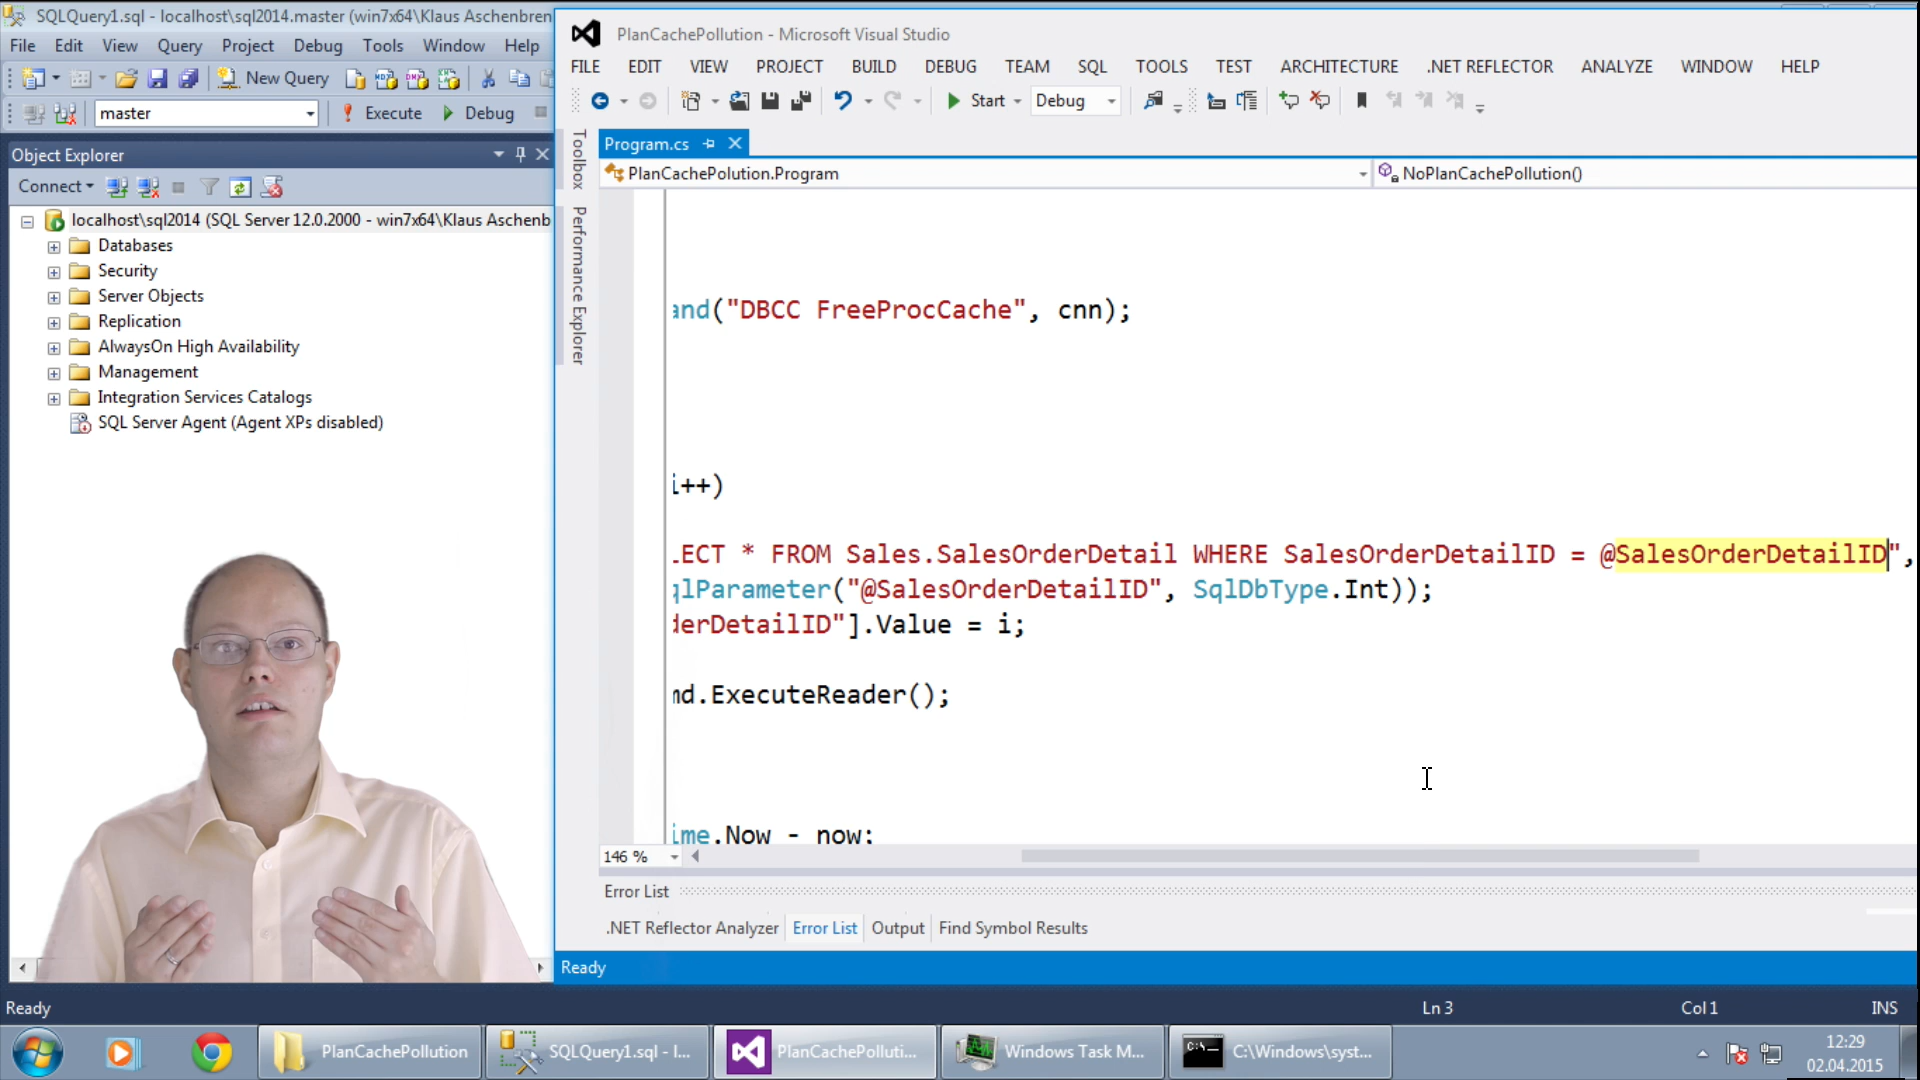 SQLQuery1.sql - localhost\sql2014.master (win7x64\Klaus Aschenbren
File Edit View Query Project Debug Tools Window Help
New Query
master
Execute
Debug
Object Explorer
Connect
localhost\sql2014 (SQL Server 12.0.2000 - win7x64\Klaus Aschenb
Databases
Security
Server Objects
Replication
AlwaysOn High Availability
Management
Integration Services Catalogs
SQL Server Agent (Agent XPs disabled)
PlanCachePollution - Microsoft Visual Studio
FILE EDIT VIEW PROJECT BUILD DEBUG TEAM SQL TOOLS TEST ARCHITECTURE .NET REFLECTOR ANALYZE WINDOW HELP
Start
Debug
Toolbox
Performance Explorer
Program.cs
PlanCachePolution.Program
NoPlanCachePollution()
and("DBCC FreeProcCache", cnn);
i++)
LECT * FROM Sales.SalesOrderDetail WHERE SalesOrderDetailID = @SalesOrderDetailID",
qlParameter("@SalesOrderDetailID", SqlDbType.Int));
derDetailID"].Value = i;
md.ExecuteReader();
ime.Now - now;
146 %
Error List
.NET Reflector Analyzer Error List Output Find Symbol Results
Ready
Ready
Ln 3
Col 1
INS
PlanCachePollution
SQLQuery1.sql - l...
PlanCachePolluti...
Windows Task M...
C:\Windows\syst...
12:29
02.04.2015